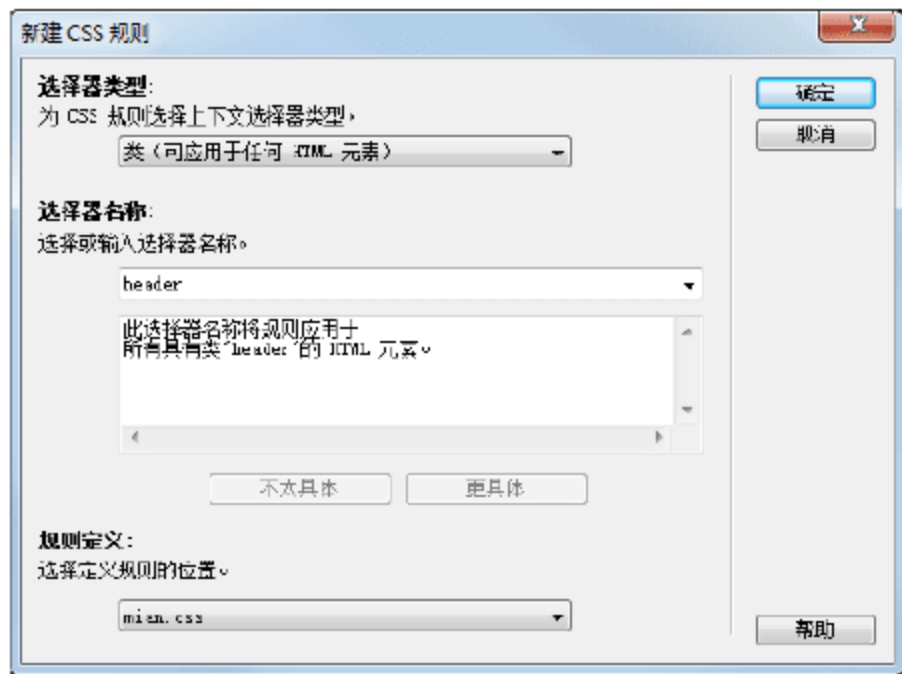 新建 CSS 规则
选择器类型:
为 CSS 规则选择上下文选择器类型。
类（可应用于任何 HTML 元素）
确定
取消
选择器名称:
选择或输入选择器名称。
header
此选择器名称将规则应用于
所有具有类“header”的 HTML 元素。
不太具体
更具体
规则定义:
选择定义规则的位置。
mian.css
帮助